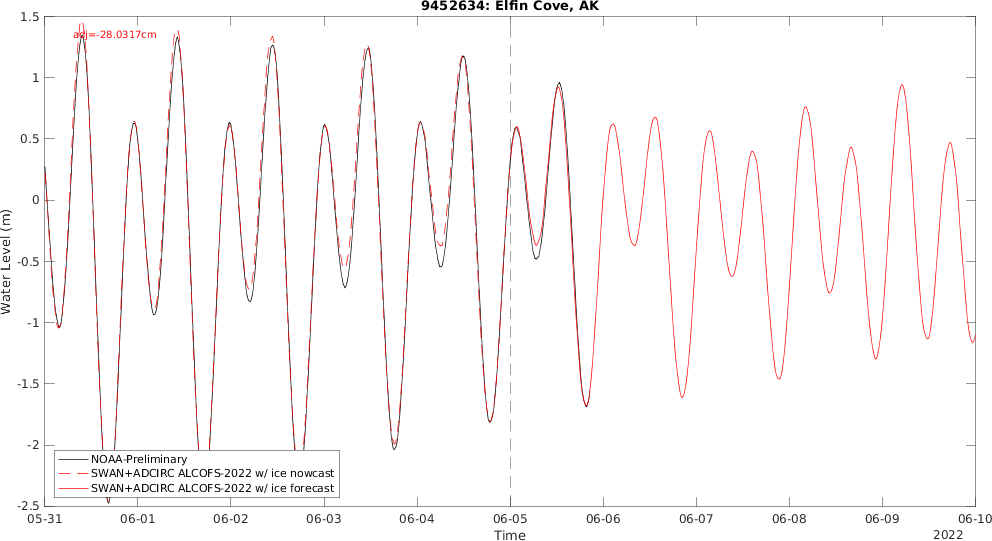 9452634: Elfin Cove, AK
adj=-28.0317cm
Water Level (m)
1.5
1
0.5
0
-0.5
-1
-1.5
-2
-2.5
NOAA-Preliminary
SWAN+ADCIRC ALCOFS-2022 w/ ice nowcast
SWAN+ADCIRC ALCOFS-2022 w/ ice forecast
05-31 06-01 06-02 06-03 06-04 06-05 06-06 06-07 06-08 06-09 06-10
Time
2022